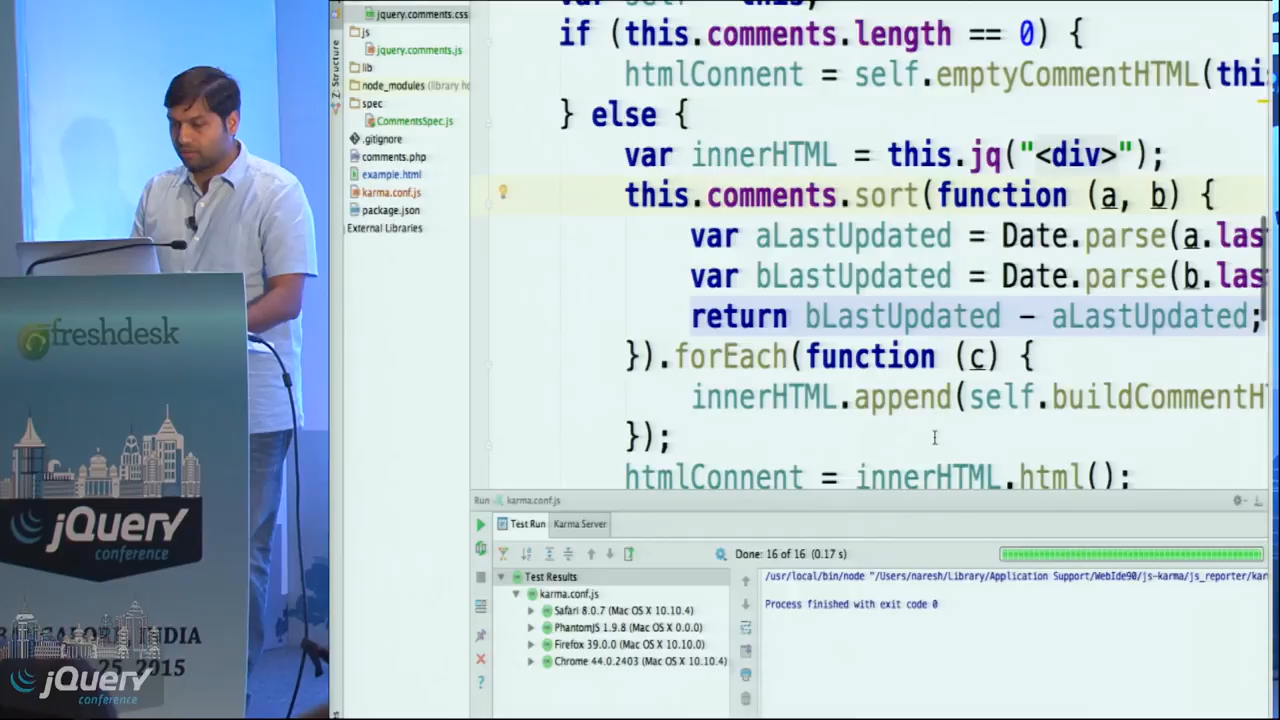 freshdesk
jQuery
conference
BANGALORE, INDIA
25, 2015
jQuery
conference
Z: Structure
jquery.comments.css
js
jquery.comments.js
lib
node_modules (library ho
spec
CommentsSpec.js
.gitignore
comments.php
example.html
karma.conf.js
package.json
External Libraries
if (this.comments.length == 0) {
htmlConnent = self.emptyCommentHTML(this
} else {
var innerHTML = this.jq("<div>");
this.comments.sort(function (a, b) {
var aLastUpdated = Date.parse(a.las
var bLastUpdated = Date.parse(b.las
return bLastUpdated - aLastUpdated;
}).forEach(function (c) {
innerHTML.append(self.buildCommentH
});
htmlConnent = innerHTML.html();
Run karma.conf.js
Test Run Karma Server
Done: 16 of 16 (0.17 s)
Test Results
karma.conf.js
Safari 8.0.7 (Mac OS X 10.10.4)
PhantomJS 1.9.8 (Mac OS X 0.0.0)
Firefox 39.0.0 (Mac OS X 10.10.0)
Chrome 44.0.2403 (Mac OS X 10.10.4)
/usr/local/bin/node "/Users/naresh/Library/Application Support/WebIde90/js-karma/js_reporter/kar
Process finished with exit code 0